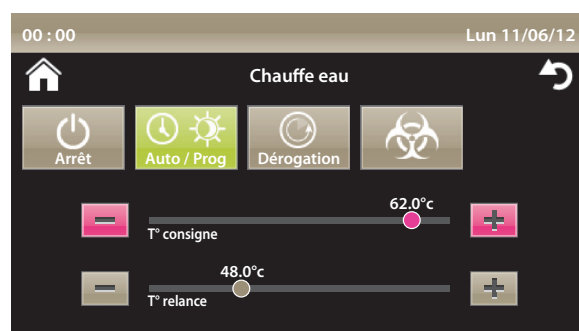 00 : 00 Lun 11/06/12
Chauffe eau
Arrêt Auto / Prog Dérogation
62.0°c
T° consigne
48.0°c
T° relance